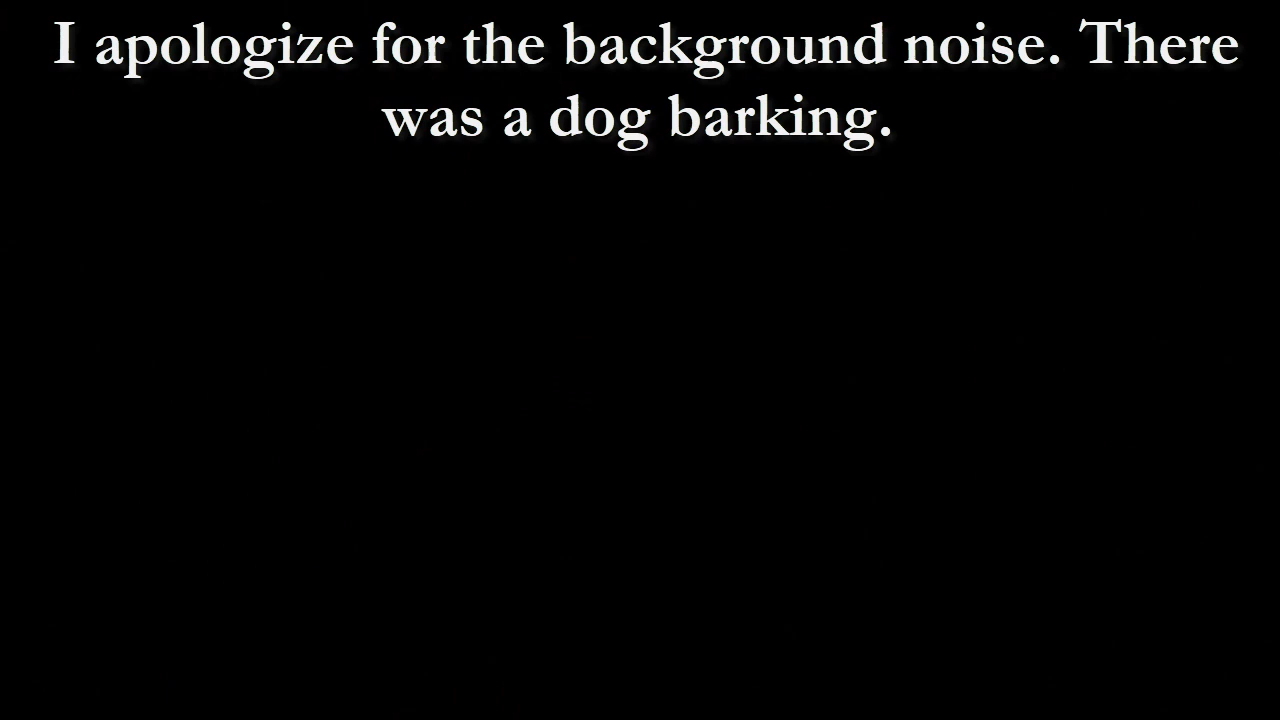 I apologize for the background noise. There
was a dog barking.